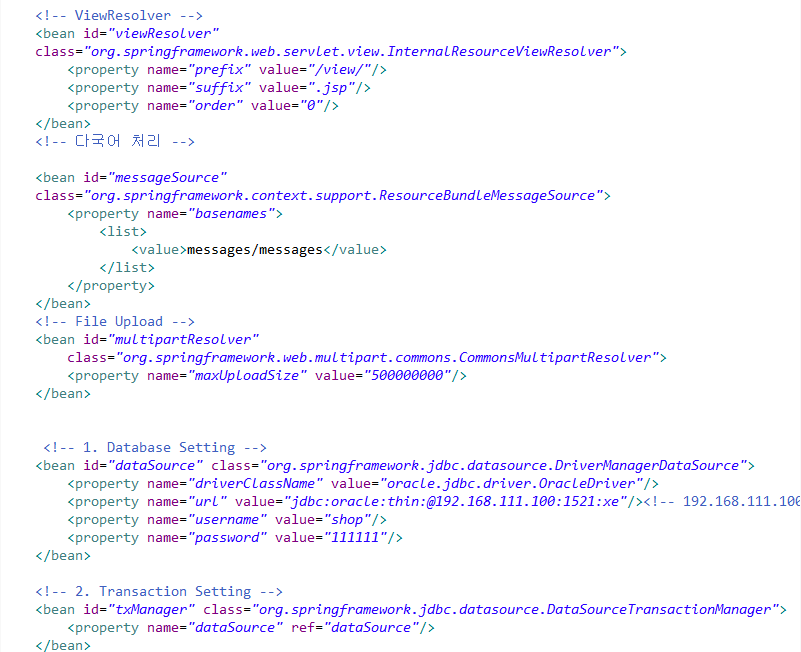 <!-- ViewResolver -->
<bean id="viewResolver"
class="org.springframework.web.servlet.view.InternalResourceViewResolver">
<property name="prefix" value="/view/"/>
<property name="suffix" value=".jsp"/>
<property name="order" value="0"/>
</bean>
<!-- 다국어 처리 -->
<bean id="messageSource"
class="org.springframework.context.support.ResourceBundleMessageSource">
<property name="basenames">
<list>
<value>messages/messages</value>
</list>
</property>
</bean>
<!-- File Upload -->
<bean id="multipartResolver"
class="org.springframework.web.multipart.commons.CommonsMultipartResolver">
<property name="maxUploadSize" value="500000000"/>
</bean>
<!-- 1. Database Setting -->
<bean id="dataSource" class="org.springframework.jdbc.datasource.DriverManagerDataSource">
<property name="driverClassName" value="oracle.jdbc.driver.OracleDriver"/>
<property name="url" value="jdbc:oracle:thin:@192.168.111.100:1521:xe"/><!-- 192.168.111.100
<property name="username" value="shop"/>
<property name="password" value="111111"/>
</bean>
<!-- 2. Transaction Setting -->
<bean id="txManager" class="org.springframework.jdbc.datasource.DataSourceTransactionManager">
<property name="dataSource" ref="dataSource"/>
</bean>